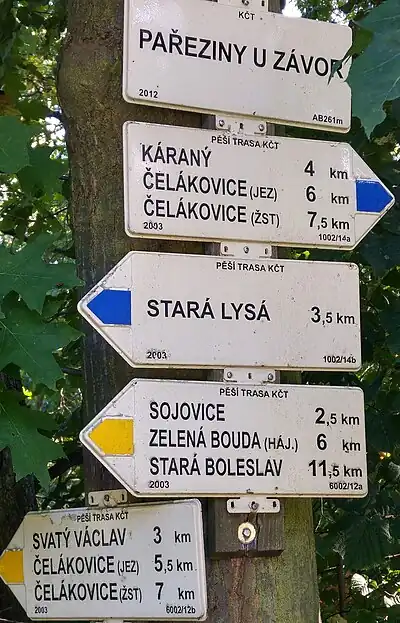 KČT
PAŘEZINY U ZÁVOR
2012 AB261m
PĚŠÍ TRASA KČT
KÁRANÝ 4 km
ČELÁKOVICE (JEZ) 6 km
ČELÁKOVICE (ŽST) 7,5 km
2003 1002/14a
PĚŠÍ TRASA KČT
STARÁ LYSÁ 3,5 km
2003 1002/14b
PĚŠÍ TRASA KČT
SOJOVICE 2,5 km
ZELENÁ BOUDA (HÁJ.) 6 km
STARÁ BOLESLAV 11,5 km
2003 6002/12a
PĚŠÍ TRASA KČT
SVATÝ VÁCLAV 3 km
ČELÁKOVICE (JEZ) 5,5 km
ČELÁKOVICE (ŽST) 7 km
2003 6002/12b